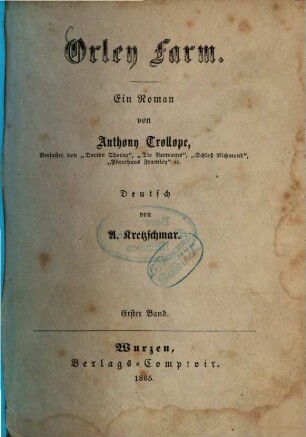 Orley Farm.
Ein Roman
von
Anthony Trollope,
Verfasser von „Doctor Thorne", „Die Bertrams", „Schloß Richmond",
„Pfarrhaus Framley" ꝛc.
Deutsch
von
A. Kretzschmar.
Erster Band.
Wurzen,
Verlags-Comptoir.
1865.